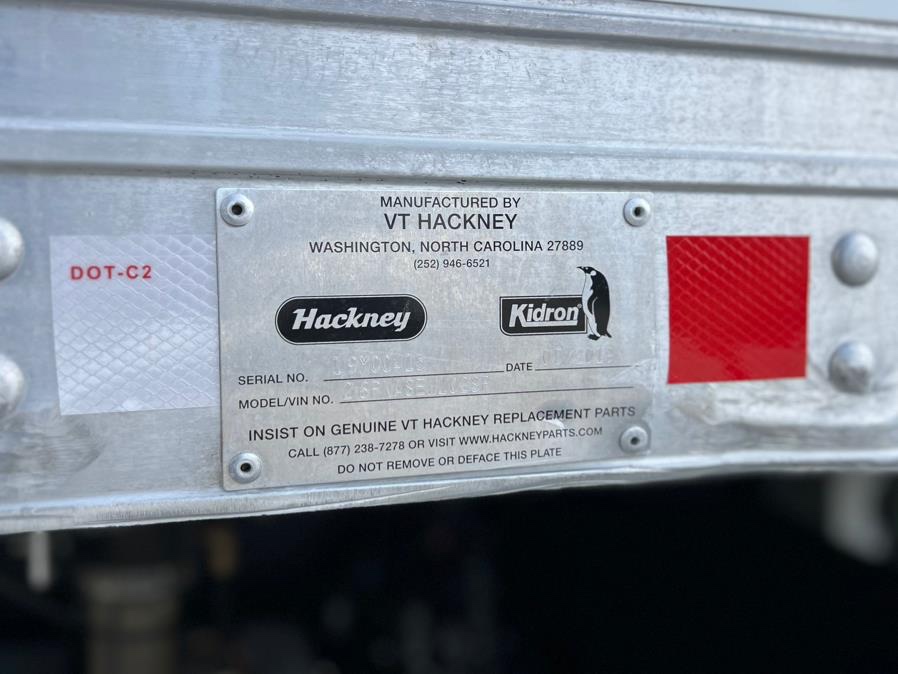 MANUFACTURED BY
VT HACKNEY
WASHINGTON, NORTH CAROLINA 27889
(252) 946-6521
DOT-C2
Hackney
Kidron®
SERIAL NO. DATE
MODEL/VIN NO.
INSIST ON GENUINE VT HACKNEY REPLACEMENT PARTS
CALL (877) 238-7278 OR VISIT WWW.HACKNEYPARTS.COM
DO NOT REMOVE OR DEFACE THIS PLATE